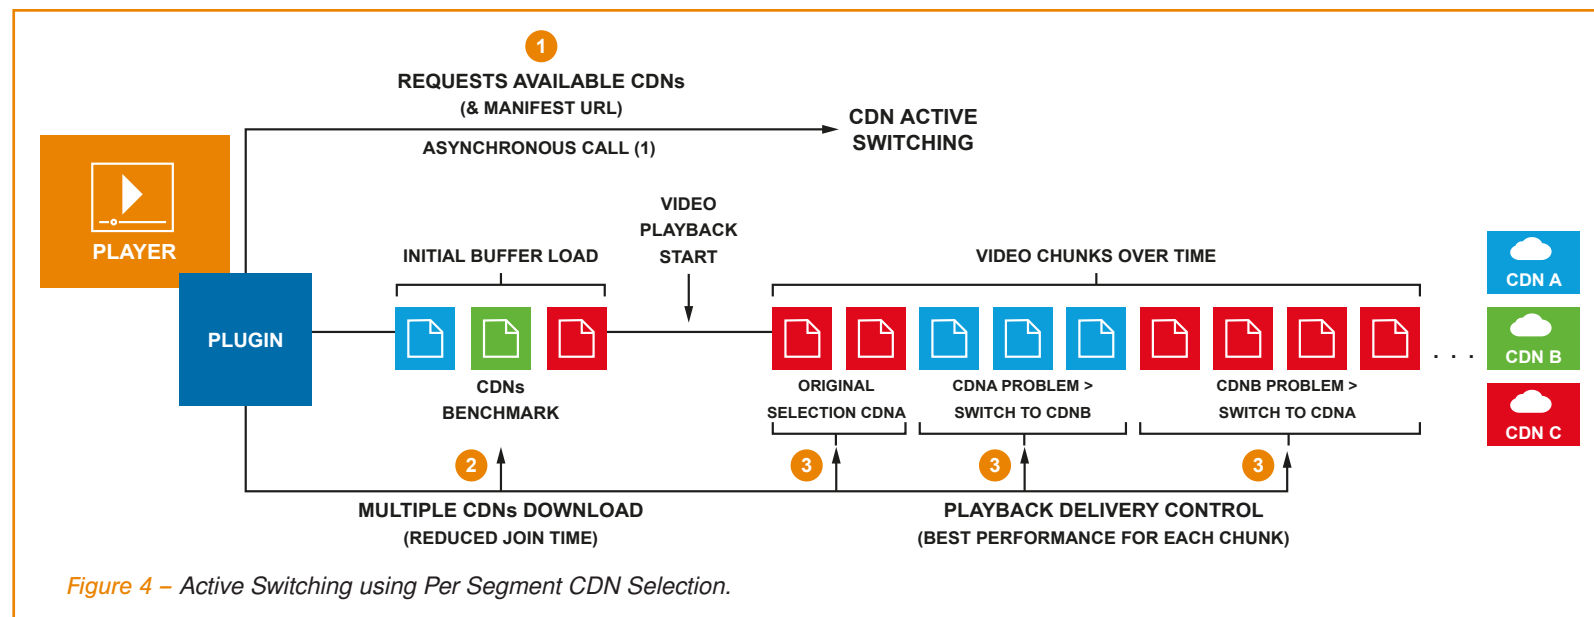 1
REQUESTS AVAILABLE CDNs
(& MANIFEST URL)
ASYNCHRONOUS CALL (1)
CDN ACTIVE
SWITCHING
PLAYER
PLUGIN
INITIAL BUFFER LOAD
VIDEO
PLAYBACK
START
VIDEO CHUNKS OVER TIME
CDNs
BENCHMARK
ORIGINAL
SELECTION CDNA
CDNA PROBLEM >
SWITCH TO CDNB
CDNB PROBLEM >
SWITCH TO CDNA
. . .
CDN A
CDN B
CDN C
2
3
3
3
MULTIPLE CDNs DOWNLOAD
(REDUCED JOIN TIME)
PLAYBACK DELIVERY CONTROL
(BEST PERFORMANCE FOR EACH CHUNK)
Figure 4 – Active Switching using Per Segment CDN Selection.